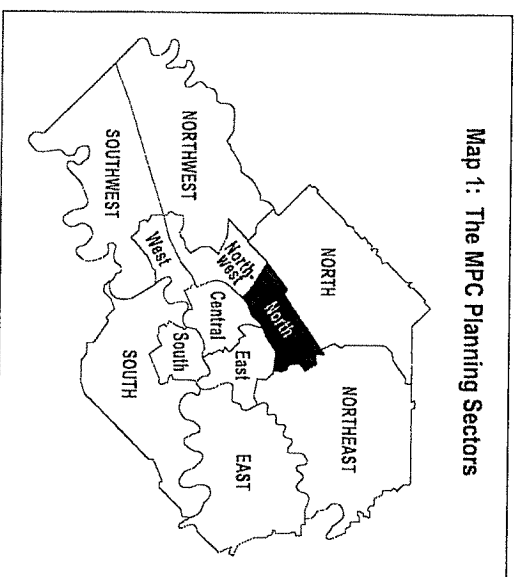 Map 1: The MPC Planning Sectors
NORTH
NORTHEAST
NORTHWEST
North
North-
west
East
Central
EAST
West
South
SOUTHWEST
SOUTH